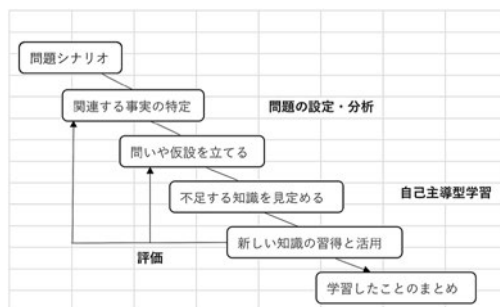 問題シナリオ
関連する事実の特定
問題の設定・分析
問いや仮設を立てる
不足する知識を見定める
自己主導型学習
新しい知識の習得と活用
評価
学習したことのまとめ